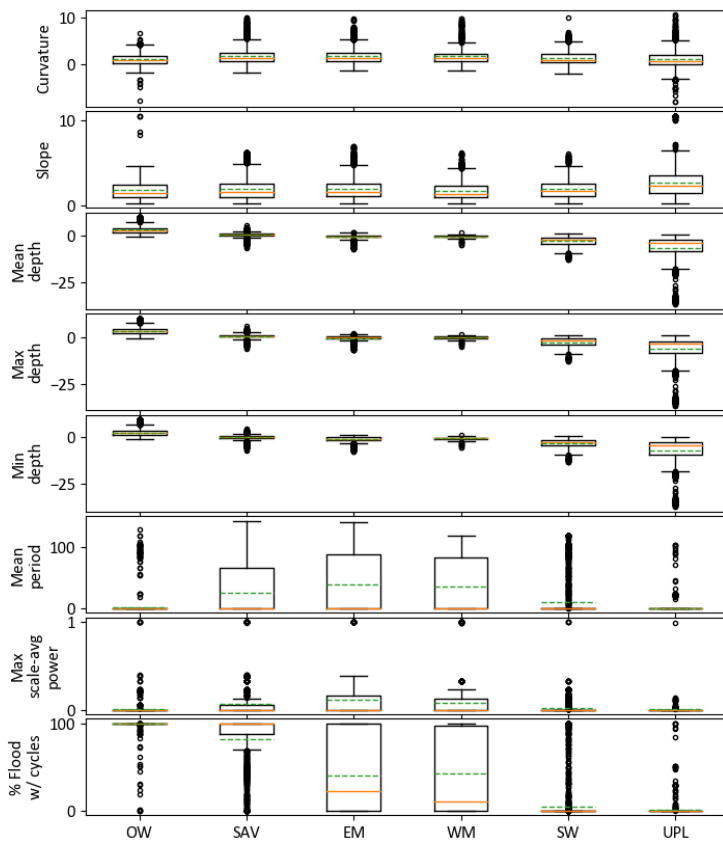 10
0
Curvature
10
0
Slope
0
−25
Mean
depth
0
−25
Max
depth
0
−25
Min
depth
100
0
Mean
period
1
0
Max
scale-avg
power
100
0
% Flood
w/ cycles
OW SAV EM WM SW UPL